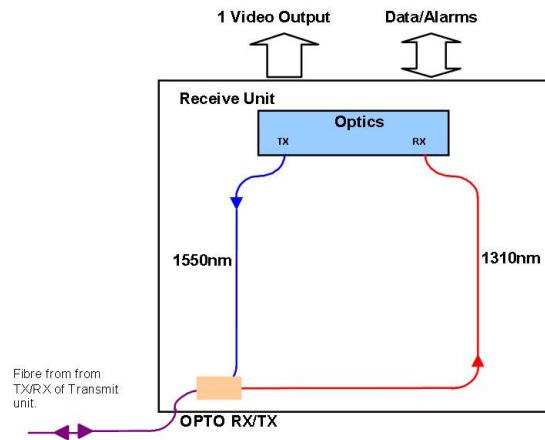 1 Video Output
Data/Alarms
Receive Unit
Optics
TX
RX
1550nm
1310nm
Fibre from from
TX/RX of Transmit
unit.
OPTO RX/TX